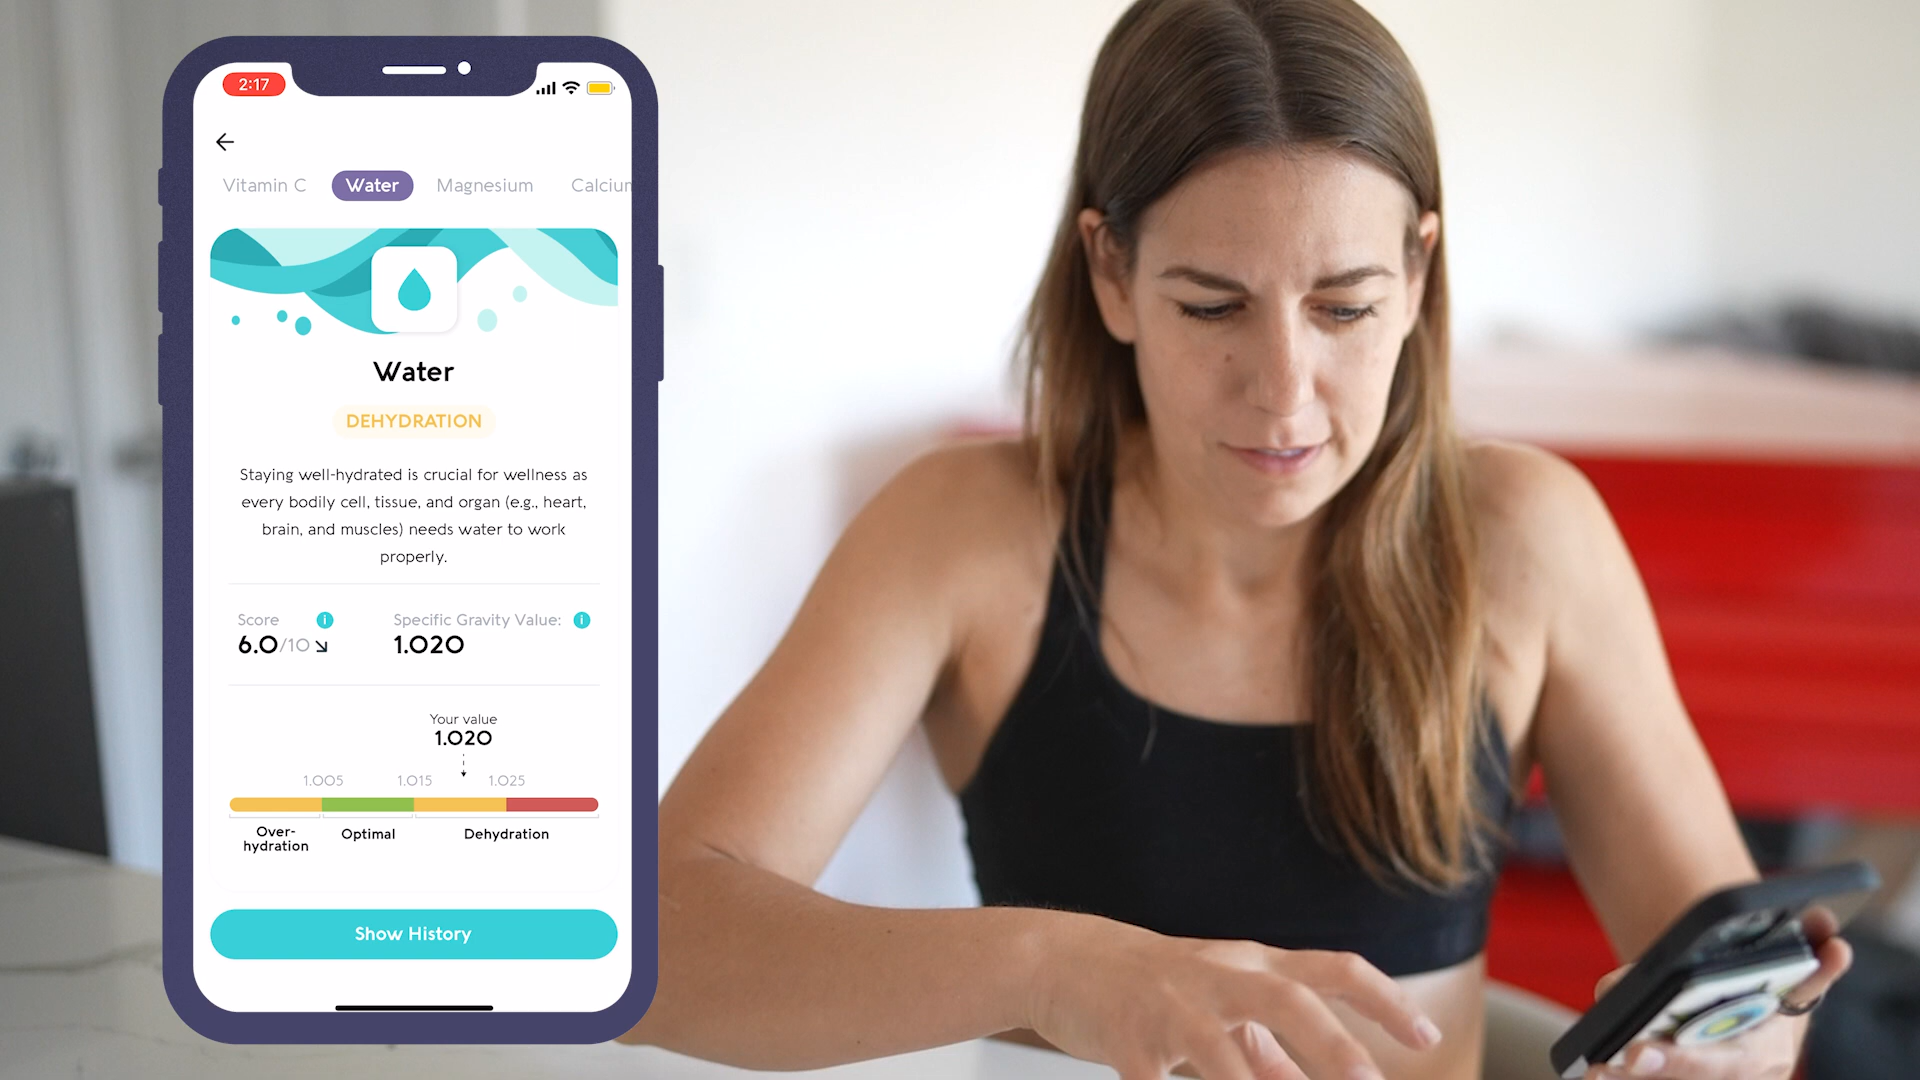 2:17
Vitamin C Water Magnesium Calcium
Water
DEHYDRATION
Staying well-hydrated is crucial for wellness as
every bodily cell, tissue, and organ (e.g., heart,
brain, and muscles) needs water to work
properly.
Score i Specific Gravity Value: i
6.0/10 1.020
Your value
1.020
1.005 1.015 1.025
Over-
hydration
Optimal
Dehydration
Show History